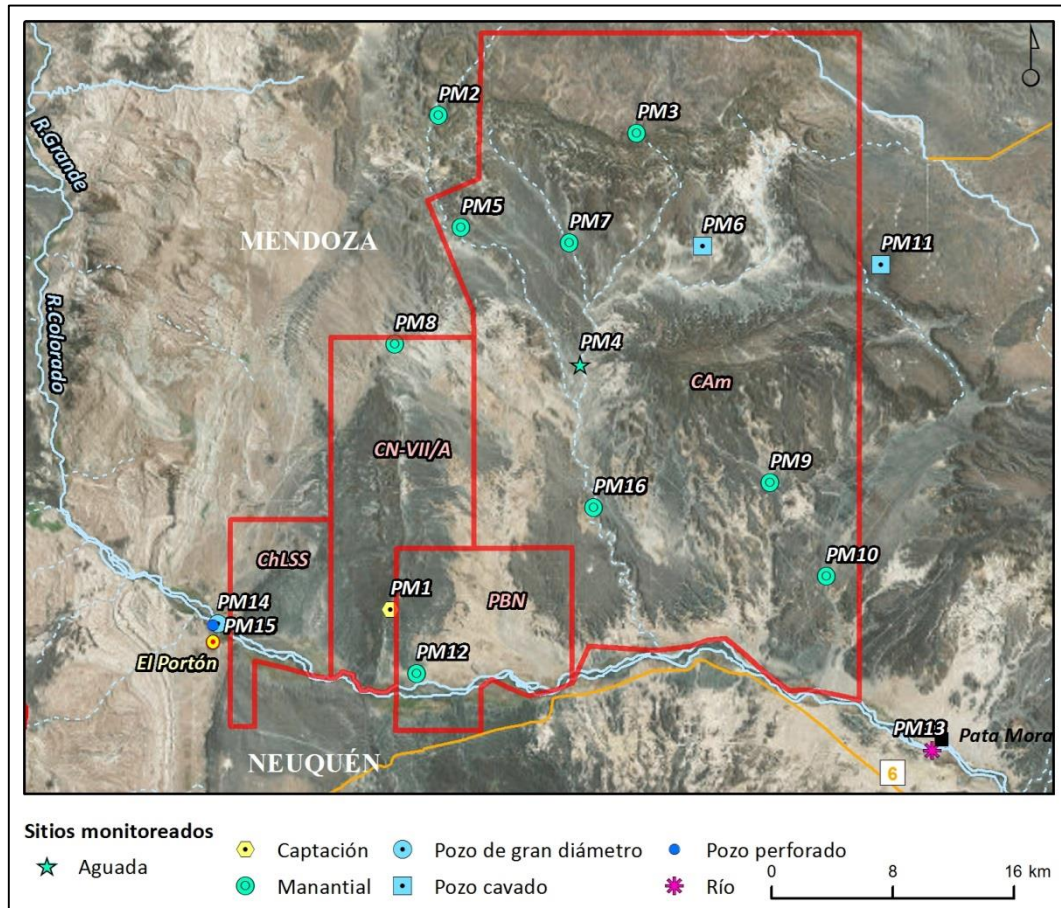 PM2
PM3
R.Grande
PM5
PM7
PM6
MENDOZA
PM11
R.Colorado
PM8
PM4
CAm
CN-VII/A
PM9
PM16
ChLSS
PM10
PM1
PBN
PM14
PM15
El Portón
PM12
PM13
Pata Mora
NEUQUÉN
6
Sitios monitoreados
Aguada
Captación
Pozo de gran diámetro
Pozo perforado
Manantial
Pozo cavado
Río
0 8 16 km